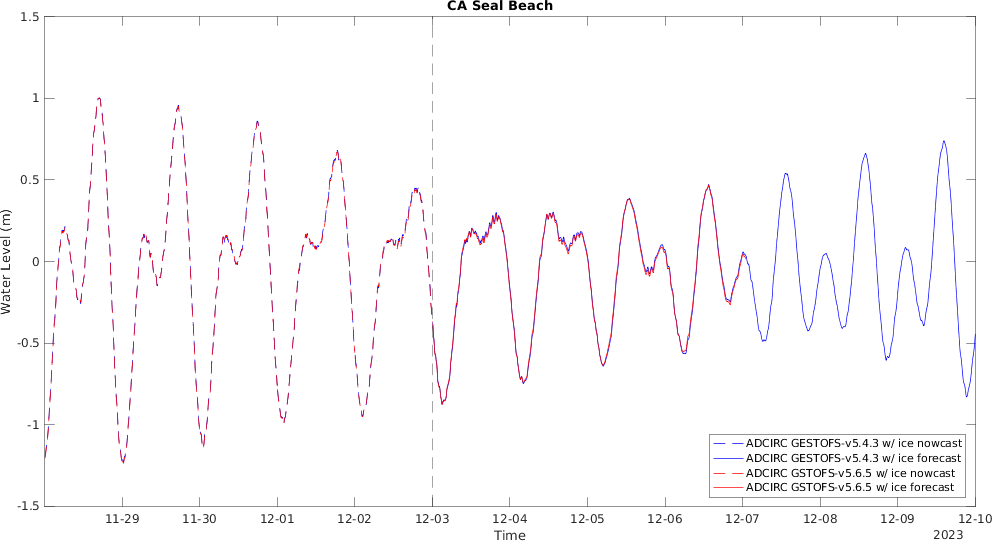 CA Seal Beach
1.5
1
0.5
0
-0.5
-1
-1.5
Water Level (m)
11-29 11-30 12-01 12-02 12-03 12-04 12-05 12-06 12-07 12-08 12-09 12-10
Time
2023
ADCIRC GESTOFS-v5.4.3 w/ ice nowcast
ADCIRC GESTOFS-v5.4.3 w/ ice forecast
ADCIRC GSTOFS-v5.6.5 w/ ice nowcast
ADCIRC GSTOFS-v5.6.5 w/ ice forecast